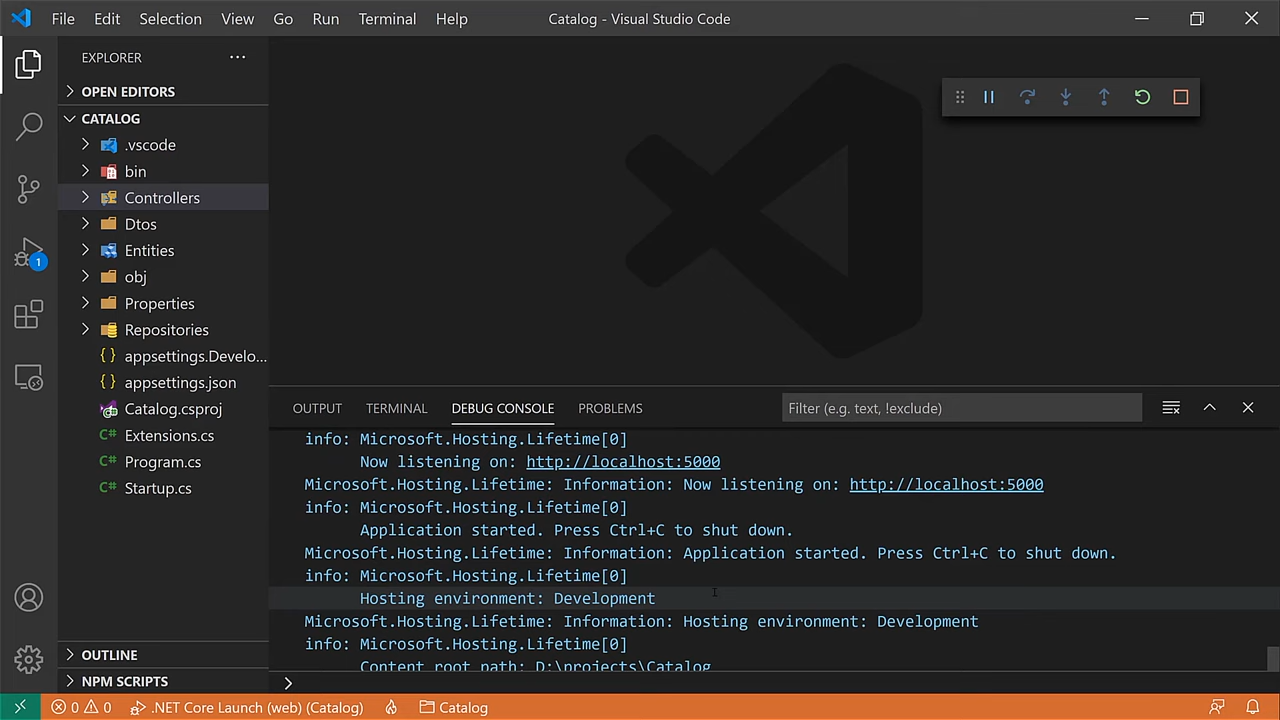 File Edit Selection View Go Run Terminal Help Catalog - Visual Studio Code
EXPLORER
OPEN EDITORS
CATALOG
.vscode
bin
Controllers
Dtos
Entities
obj
Properties
Repositories
appsettings.Develo...
appsettings.json
Catalog.csproj
Extensions.cs
Program.cs
Startup.cs
OUTLINE
NPM SCRIPTS
1
OUTPUT TERMINAL DEBUG CONSOLE PROBLEMS Filter (e.g. text, !exclude)
info: Microsoft.Hosting.Lifetime[0]
Now listening on: http://localhost:5000
Microsoft.Hosting.Lifetime: Information: Now listening on: http://localhost:5000
info: Microsoft.Hosting.Lifetime[0]
Application started. Press Ctrl+C to shut down.
Microsoft.Hosting.Lifetime: Information: Application started. Press Ctrl+C to shut down.
info: Microsoft.Hosting.Lifetime[0]
Hosting environment: Development
Microsoft.Hosting.Lifetime: Information: Hosting environment: Development
info: Microsoft.Hosting.Lifetime[0]
Content root path: D:\projects\Catalog
0 0 .NET Core Launch (web) (Catalog) Catalog